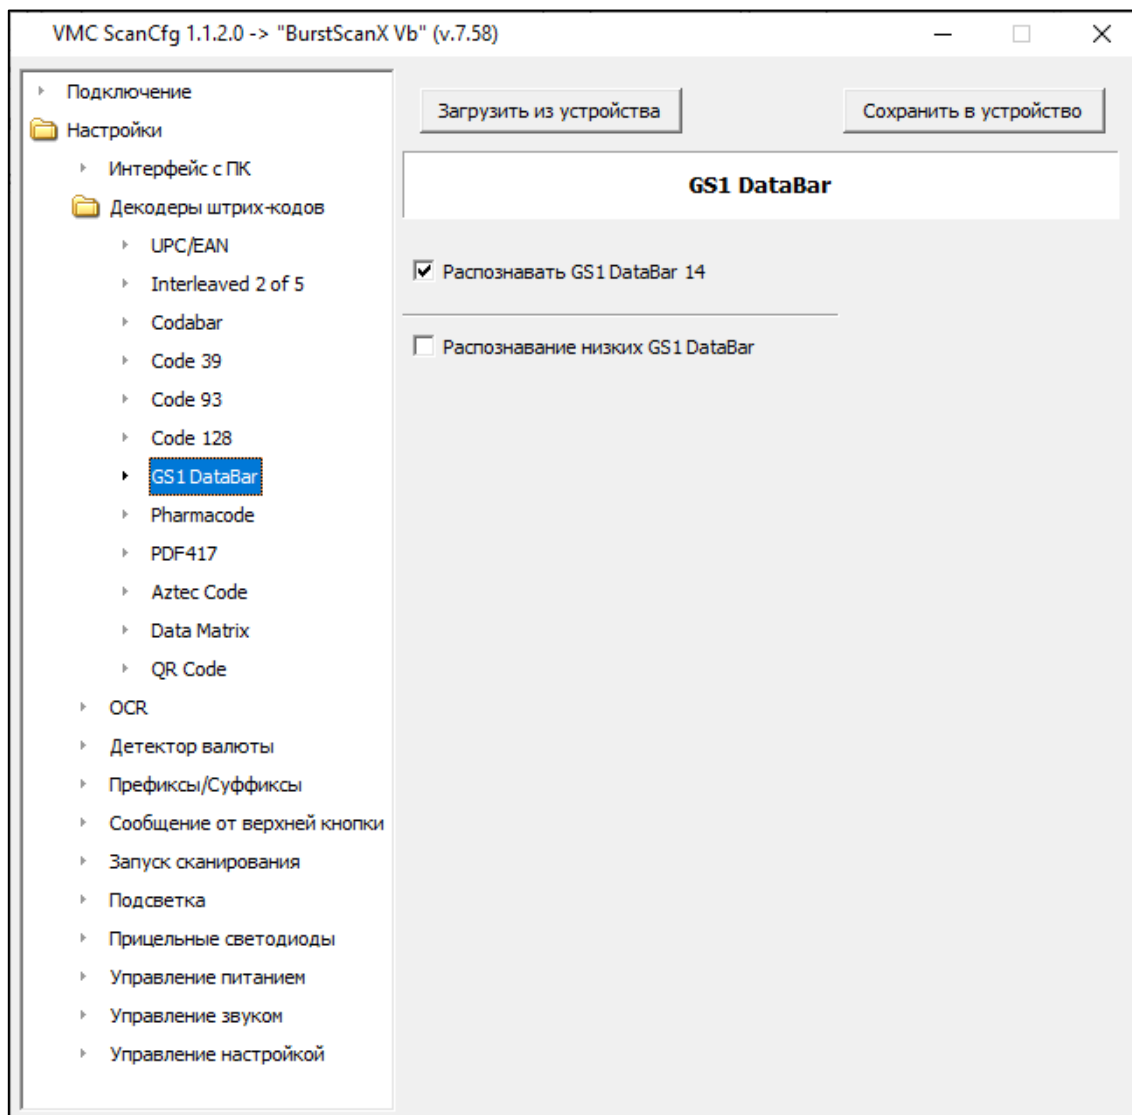 VMC ScanCfg 1.1.2.0 -> "BurstScanX Vb" (v.7.58)
Подключение
Настройки
Интерфейс с ПК
Декодеры штрих-кодов
UPC/EAN
Interleaved 2 of 5
Codabar
Code 39
Code 93
Code 128
GS1 DataBar
Pharmacode
PDF417
Aztec Code
Data Matrix
QR Code
OCR
Детектор валюты
Префиксы/Суффиксы
Сообщение от верхней кнопки
Запуск сканирования
Подсветка
Прицельные светодиоды
Управление питанием
Управление звуком
Управление настройкой
Загрузить из устройства
Сохранить в устройство
GS1 DataBar
Распознавать GS1 DataBar 14
Распознавание низких GS1 DataBar